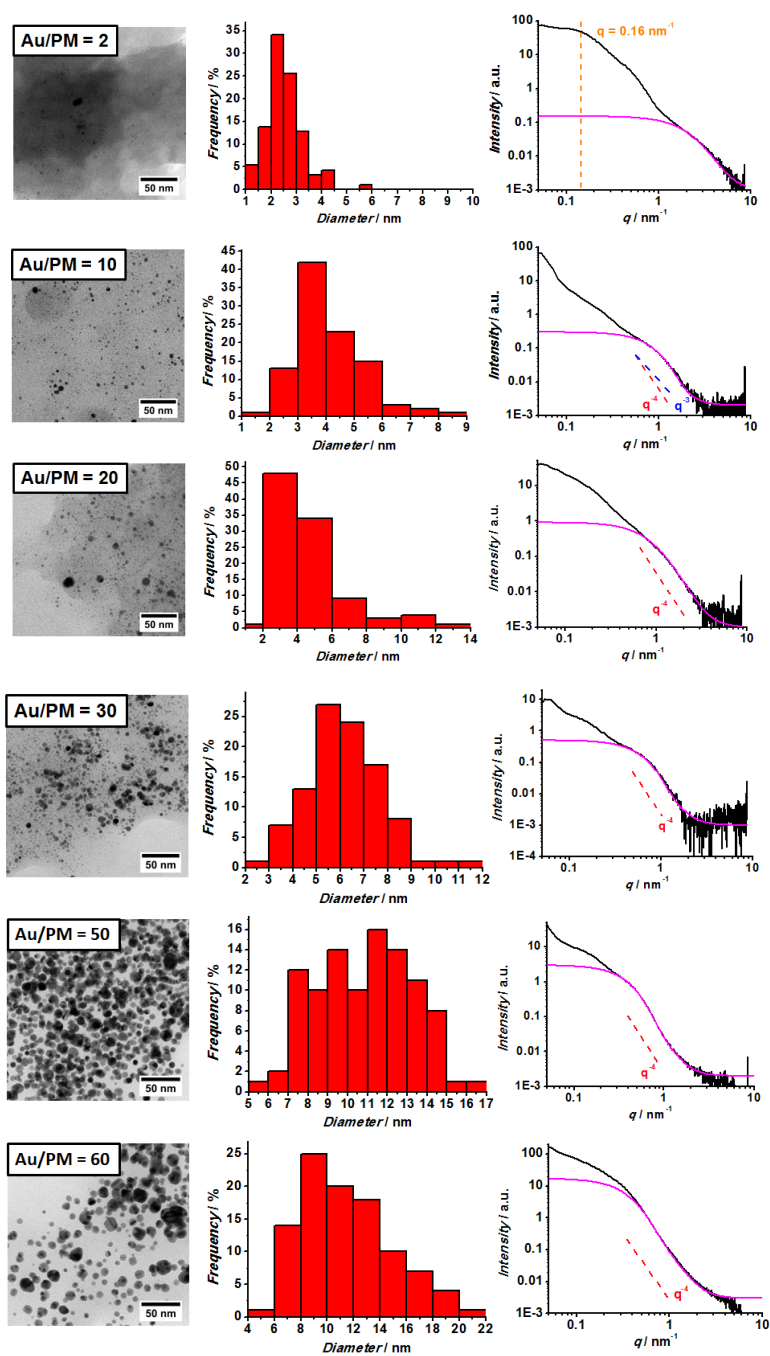 Au/PM = 2
50 nm
Frequency / %
35
30
25
20
15
10
5
0
1 2 3 4 5 6 7 8 9 10
Diameter / nm
Intensity / a.u.
100
10
1
0.1
0.01
1E-3
q = 0.16 nm⁻¹
0.1 1 10
q / nm⁻¹
Au/PM = 10
50 nm
Frequency / %
45
40
35
30
25
20
15
10
5
0
1 2 3 4 5 6 7 8 9
Diameter / nm
Intensity / a.u.
100
10
1
0.1
0.01
1E-3
q⁻⁴ q⁻³
0.1 1 10
q / nm⁻¹
Au/PM = 20
50 nm
Frequency / %
50
45
40
35
30
25
20
15
10
5
0
2 4 6 8 10 12 14
Diameter / nm
Intensity / a.u.
10
1
0.1
0.01
1E-3
q⁻⁴
0.1 1 10
q / nm⁻¹
Au/PM = 30
50 nm
Frequency / %
25
20
15
10
5
0
2 3 4 5 6 7 8 9 10 11 12
Diameter / nm
Intensity / a.u.
10
1
0.1
0.01
1E-3
1E-4
q⁻⁴
0.1 1 10
q / nm⁻¹
Au/PM = 50
50 nm
Frequency / %
16
14
12
10
8
6
4
2
0
5 6 7 8 9 10 11 12 13 14 15 16 17
Diameter / nm
Intensity / a.u.
10
1
0.1
0.01
1E-3
q⁻⁴
0.1 1 10
q / nm⁻¹
Au/PM = 60
50 nm
Frequency / %
25
20
15
10
5
0
4 6 8 10 12 14 16 18 20 22
Diameter / nm
Intensity / a.u.
100
10
1
0.1
0.01
1E-3
q⁻⁴
0.1 1 10
q / nm⁻¹